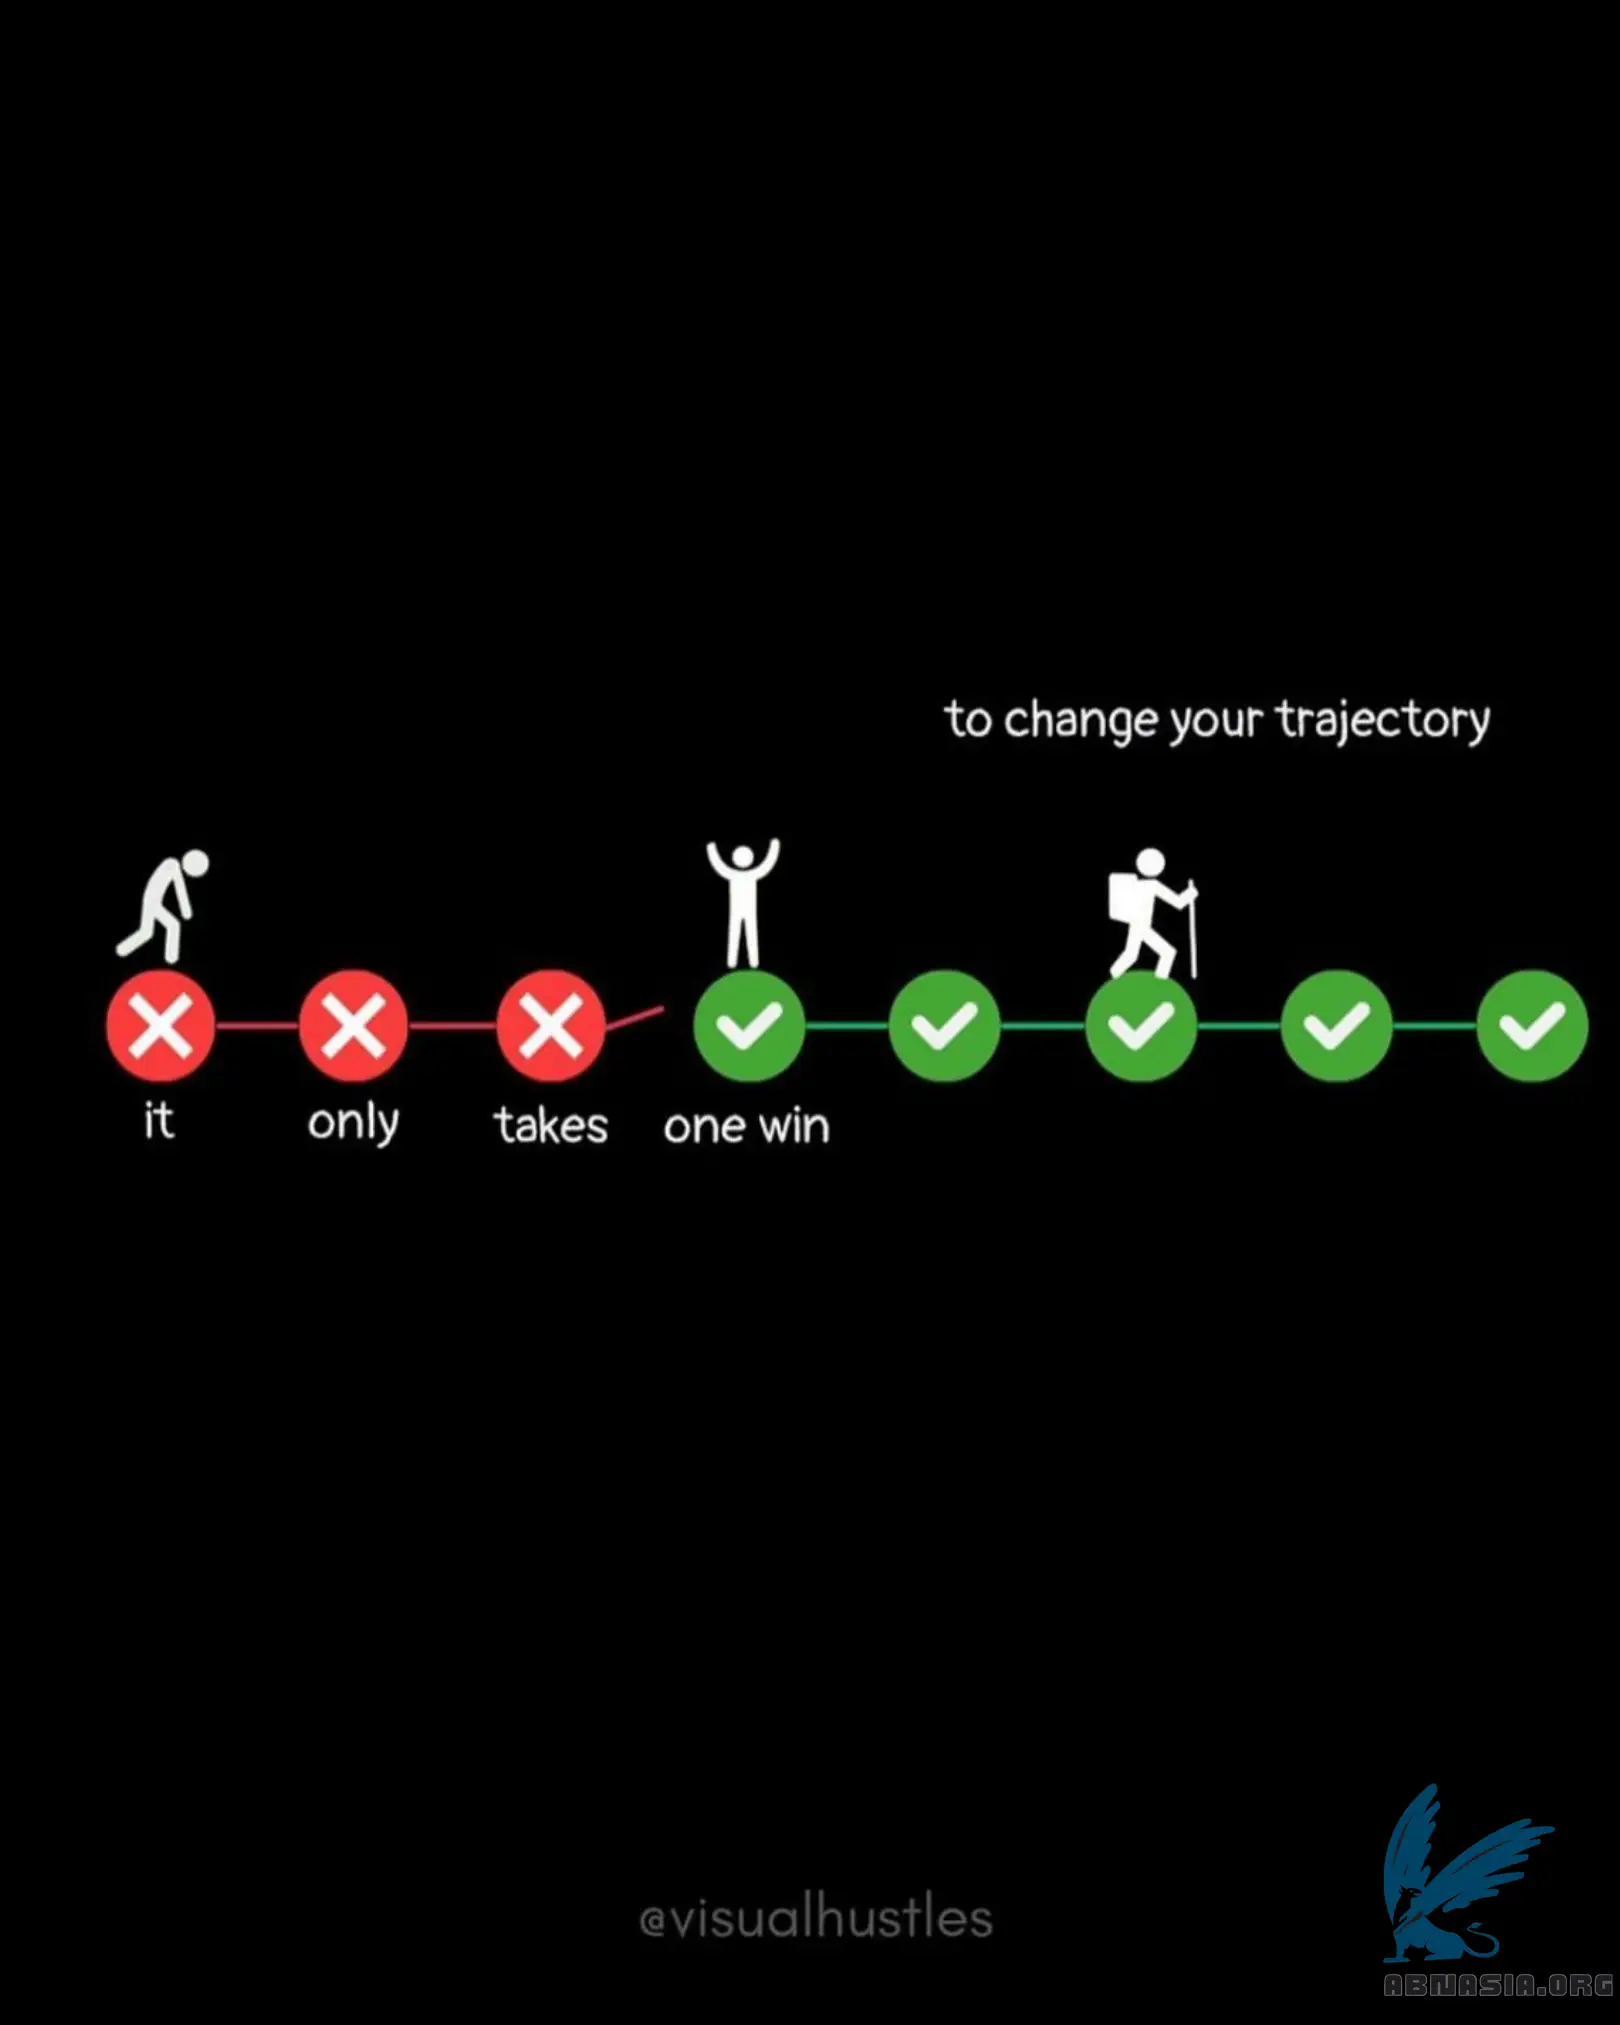 it only takes one win
to change your trajectory
@visualhustles
ABNASIA.ORG